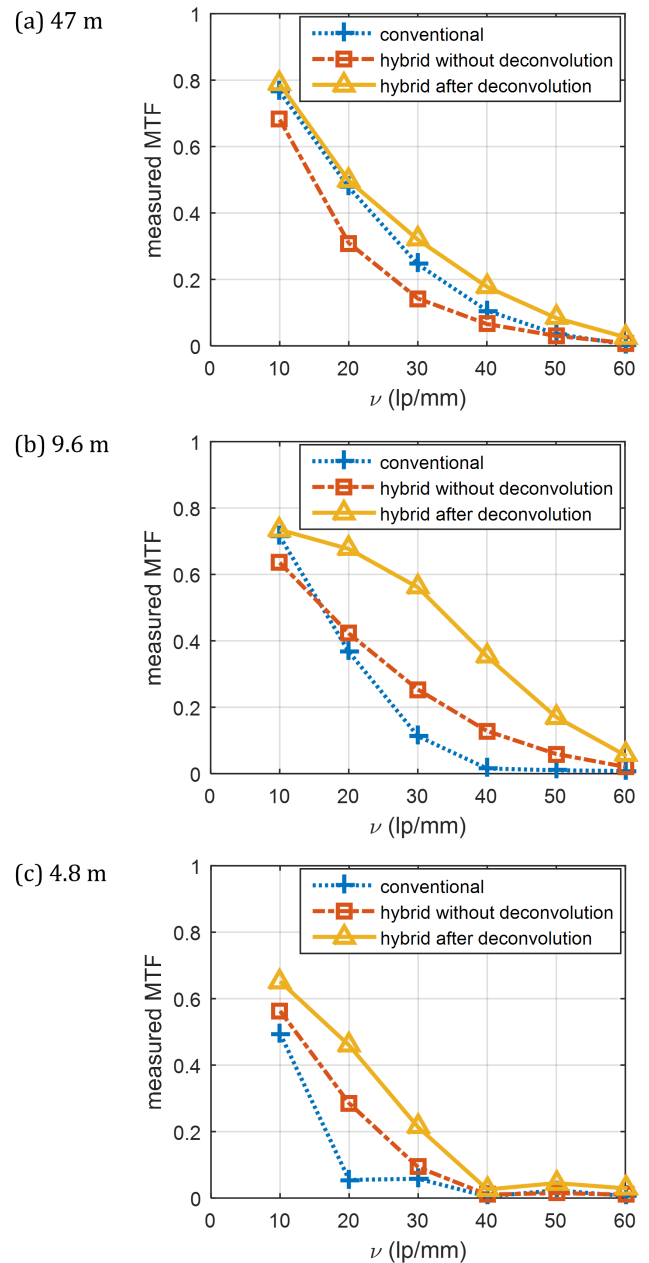 (a) 47 m
1
0.8
0.6
0.4
0.2
0
measured MTF
conventional
hybrid without deconvolution
hybrid after deconvolution
0 10 20 30 40 50 60
ν (lp/mm)
(b) 9.6 m
1
0.8
0.6
0.4
0.2
0
measured MTF
conventional
hybrid without deconvolution
hybrid after deconvolution
0 10 20 30 40 50 60
ν (lp/mm)
(c) 4.8 m
1
0.8
0.6
0.4
0.2
0
measured MTF
conventional
hybrid without deconvolution
hybrid after deconvolution
0 10 20 30 40 50 60
ν (lp/mm)